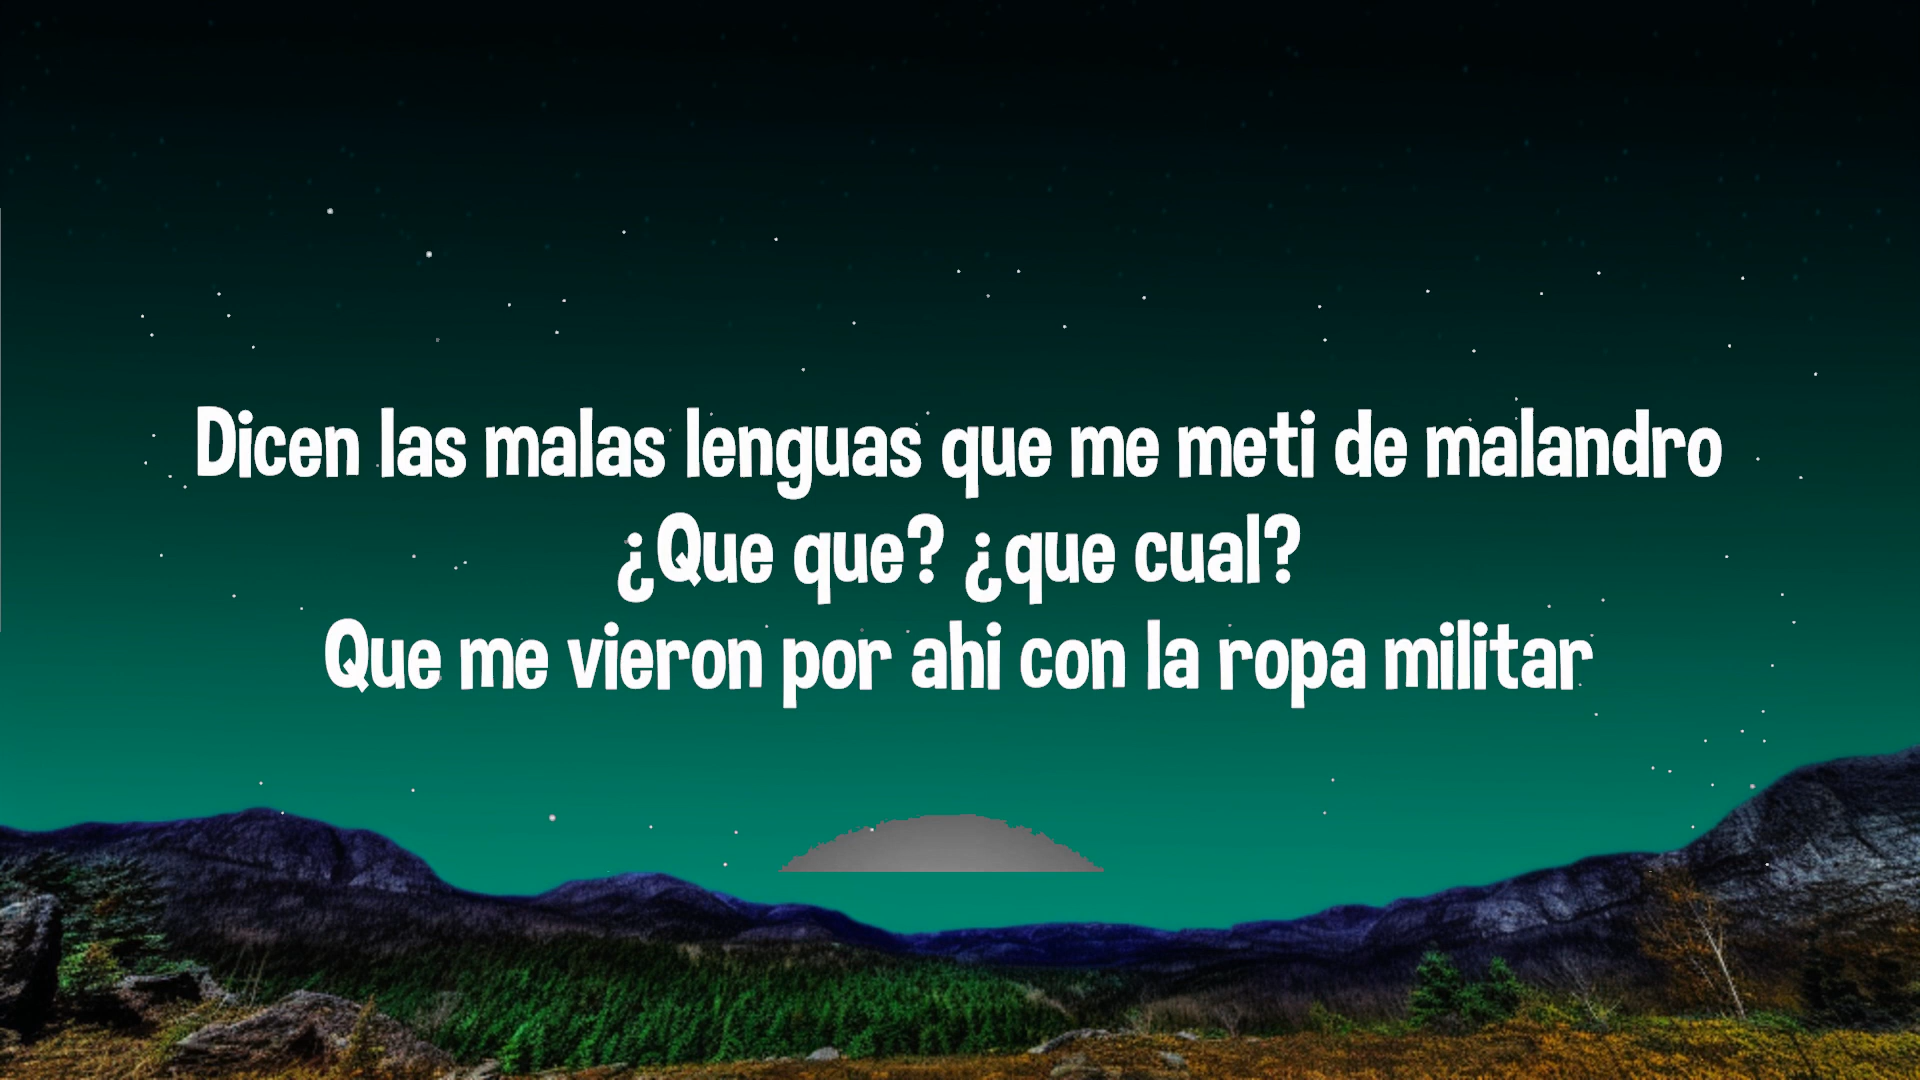 Dicen las malas lenguas que me meti de malandro
¿Que que? ¿que cual?
Que me vieron por ahi con la ropa militar